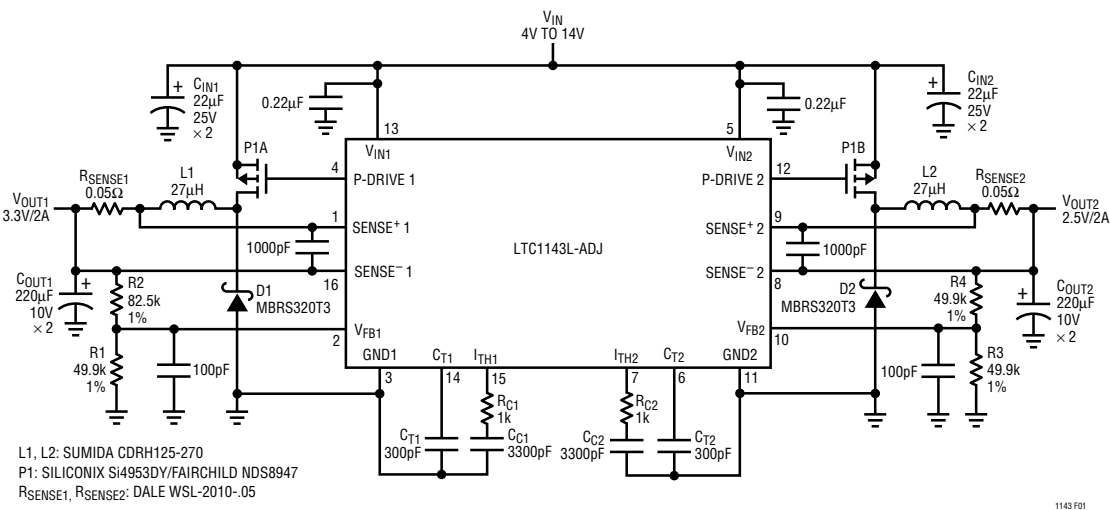 VIN
4V TO 14V
CIN1
22µF
25V
× 2
0.22µF
0.22µF
CIN2
22µF
25V
× 2
13
5
VIN1
VIN2
P1A
P1B
4
P-DRIVE 1
P-DRIVE 2
12
RSENSE1
0.05Ω
L1
27µH
L2
27µH
RSENSE2
0.05Ω
VOUT1
3.3V/2A
VOUT2
2.5V/2A
1
SENSE+ 1
SENSE+ 2
9
1000pF
LTC1143L-ADJ
1000pF
SENSE– 1
16
SENSE– 2
8
COUT1
220µF
10V
× 2
R2
82.5k
1%
D1
MBRS320T3
D2
MBRS320T3
R4
49.9k
1%
COUT2
220µF
10V
× 2
VFB1
2
VFB2
10
R1
49.9k
1%
100pF
100pF
R3
49.9k
1%
GND1
CT1
ITH1
ITH2
CT2
GND2
3
14
15
7
6
11
RC1
1k
RC2
1k
CT1
300pF
CC1
3300pF
CC2
3300pF
CT2
300pF
L1, L2: SUMIDA CDRH125-270
P1: SILICONIX Si4953DY/FAIRCHILD NDS8947
RSENSE1, RSENSE2: DALE WSL-2010-.05
1143 F01